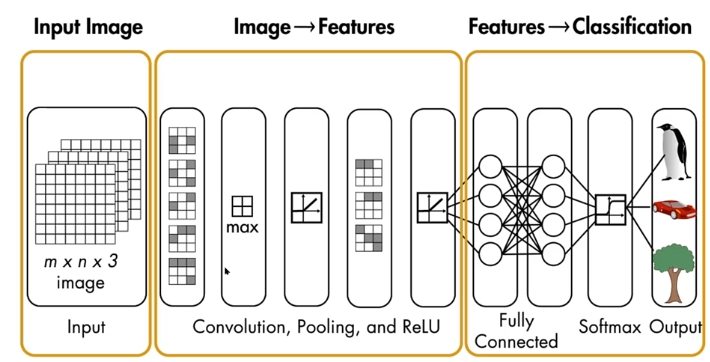 Input Image
Image→Features
Features→Classification
max
m x n x 3
image
Input
Convolution, Pooling, and ReLU
Fully
Connected
Softmax
Output